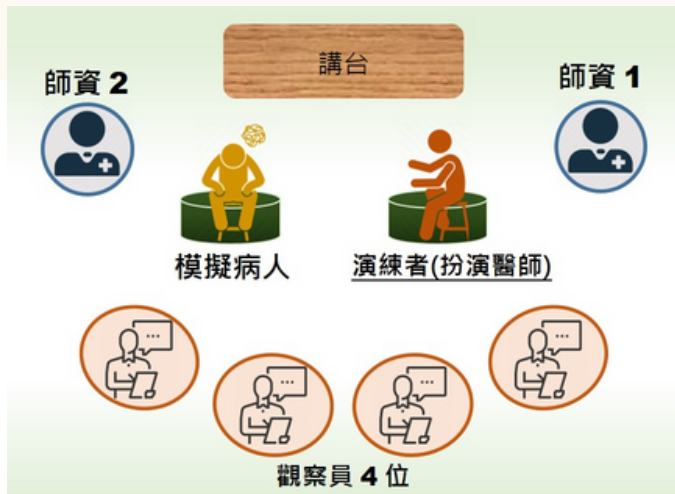 講台
師資 2
師資 1
模擬病人
演練者(扮演醫師)
觀察員 4 位